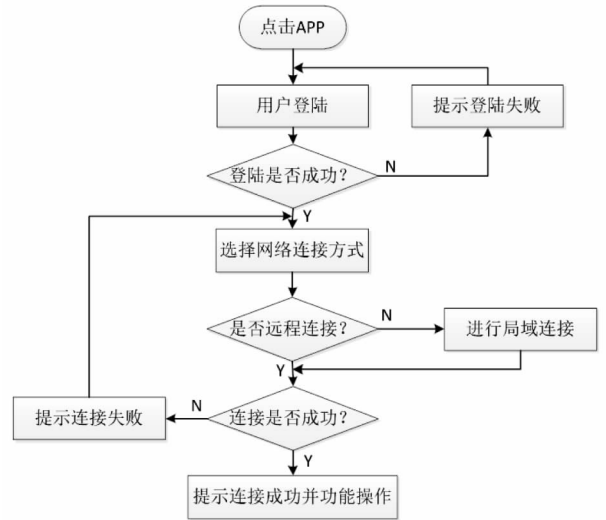 点击APP
用户登陆
提示登陆失败
登陆是否成功？
N
Y
选择网络连接方式
是否远程连接？
N
进行局域连接
Y
提示连接失败
N
连接是否成功？
Y
提示连接成功并功能操作